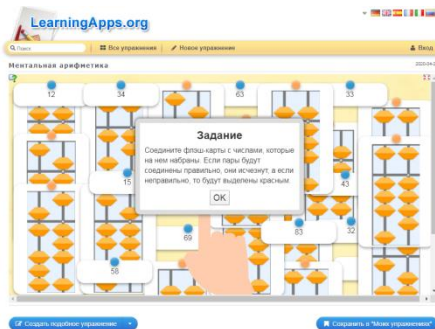 LearningApps.org
Поиск
Все упражнения
Новое упражнение
Вход
Ментальная арифметика
12
34
63
33
Задание
Соедините флэш-карты с числами, которые
на нем набраны. Если пары будут
соединены правильно, они исчезнут, а если
неправильно, то будут выделены красным
OK
15
43
69
83
32
58
Создать подобное упражнение
Сохранить в "Мои упражнения"